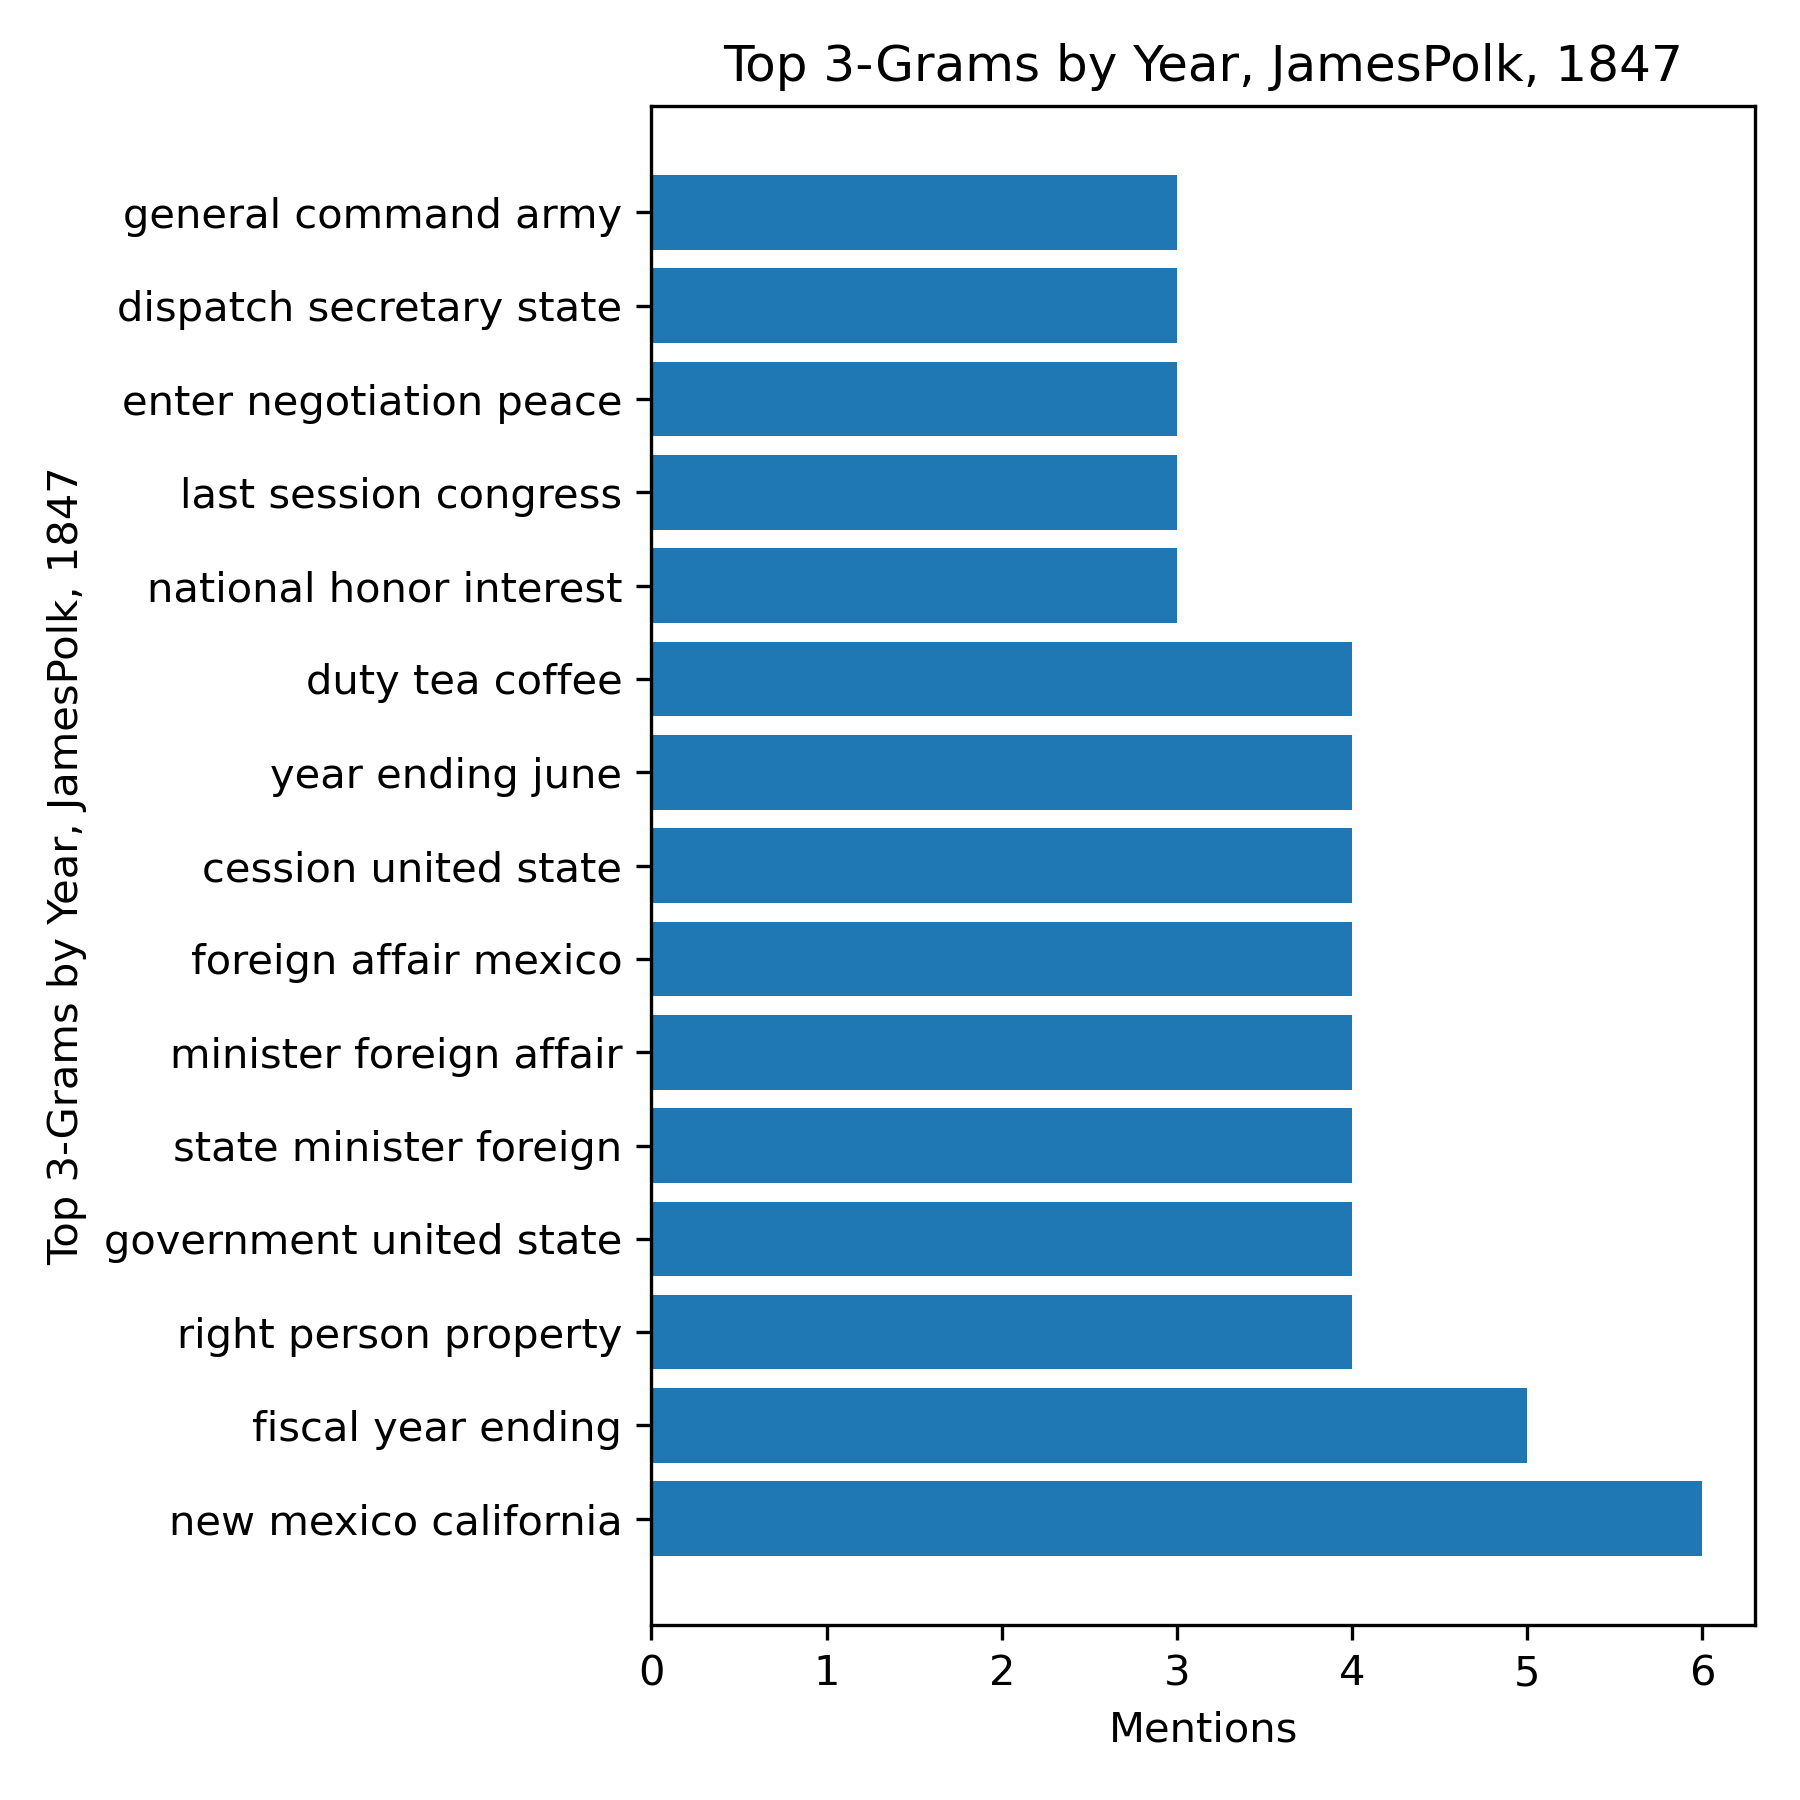 Top 3-Grams by Year, JamesPolk, 1847
Top 3-Grams by Year, JamesPolk, 1847
general command army
dispatch secretary state
enter negotiation peace
last session congress
national honor interest
duty tea coffee
year ending june
cession united state
foreign affair mexico
minister foreign affair
state minister foreign
government united state
right person property
fiscal year ending
new mexico california
0 1 2 3 4 5 6
Mentions